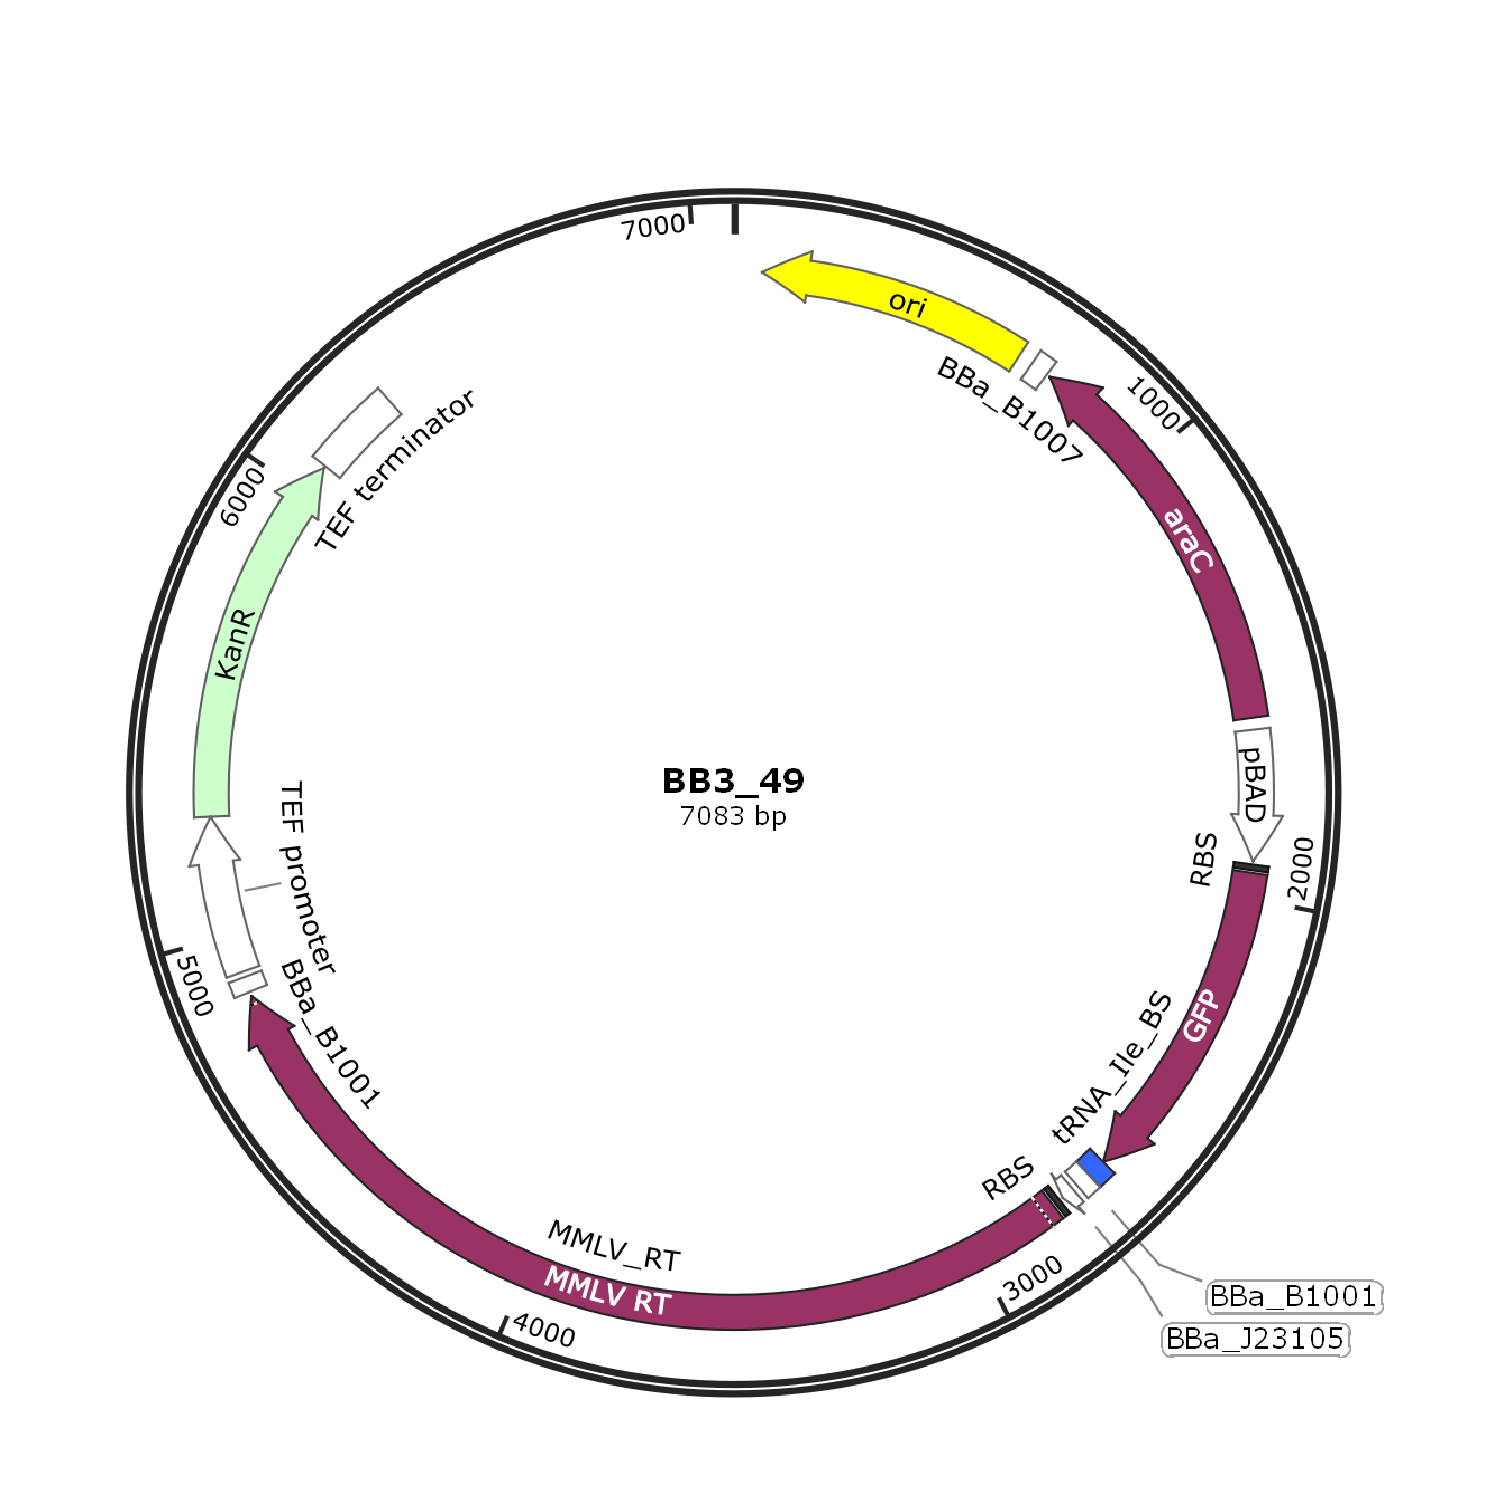 7000
ori
BBa_B1007
1000
araC
TEF terminator
6000
KanR
pBAD
BB3_49
7083 bp
RBS
2000
TEF promoter
GFP
tRNA_Ile_BS
5000
BBa_B1001
RBS
MMLV_RT
MMLV RT
3000
4000
BBa_B1001
BBa_J23105